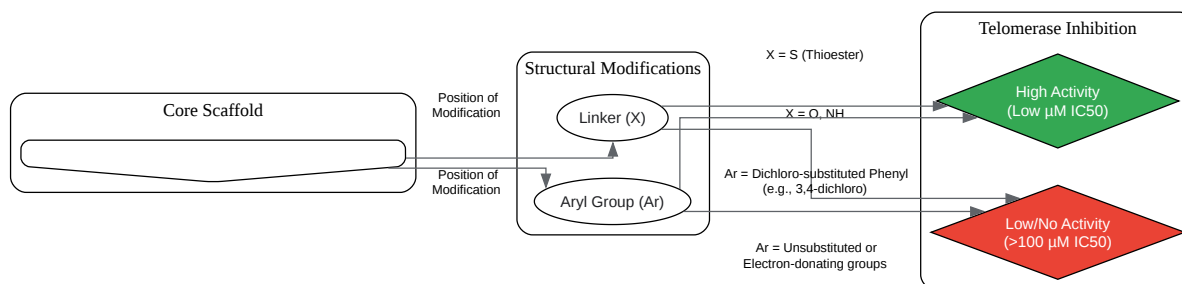 Core Scaffold
Position of
Modification
Position of
Modification
Structural Modifications
Linker (X)
Aryl Group (Ar)
X = S (Thioester)
X = O, NH
Ar = Dichloro-substituted Phenyl
(e.g., 3,4-dichloro)
Ar = Unsubstituted or
Electron-donating groups
Telomerase Inhibition
High Activity
(Low µM IC50)
Low/No Activity
(>100 µM IC50)